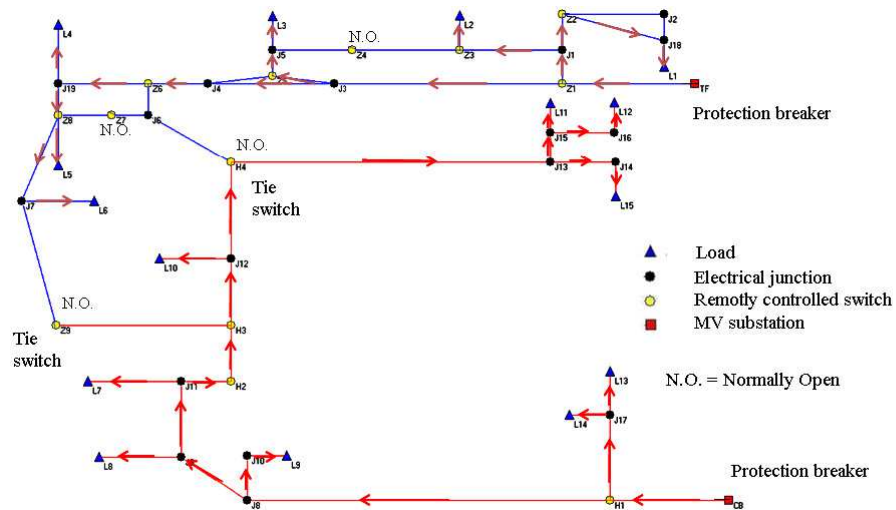 L4
N.O.
L3
L2
Z2
J2
J18
L1
J5
Z4
Z3
J1
J19
Z6
J4
J3
Z1
TF
Protection breaker
Z8
Z7
N.O.
J6
L11
L12
J15
J16
N.O.
H4
J13
J14
L5
Tie
switch
L15
J7
L6
L10
J12
Load
Electrical junction
Remotly controlled switch
MV substation
N.O.
Z9
H3
Tie
switch
L7
J11
H2
L13
N.O. = Normally Open
L14
J17
L8
J10
L9
Protection breaker
J8
H1
CB